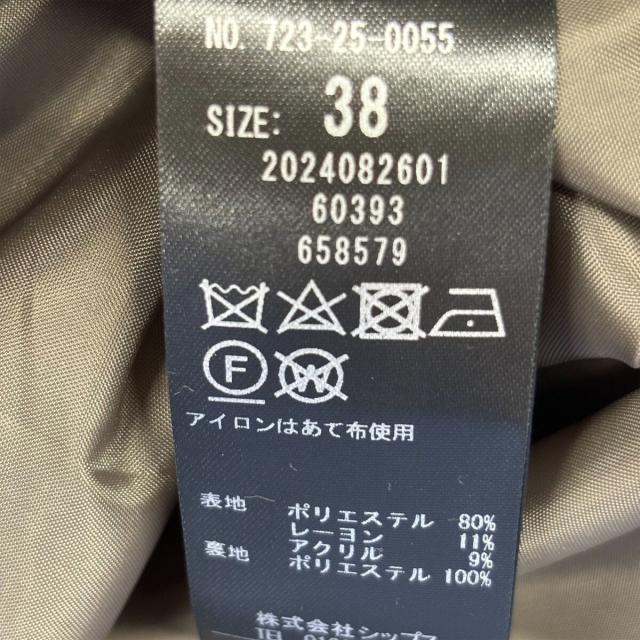 NO. 723-25-0055
SIZE: 38
2024082601
60393
658579
F W
アイロンはあて布使用
表地 ポリエステル 80%
レーヨン 11%
アクリル 9%
裏地 ポリエステル 100%
株式会社シップス